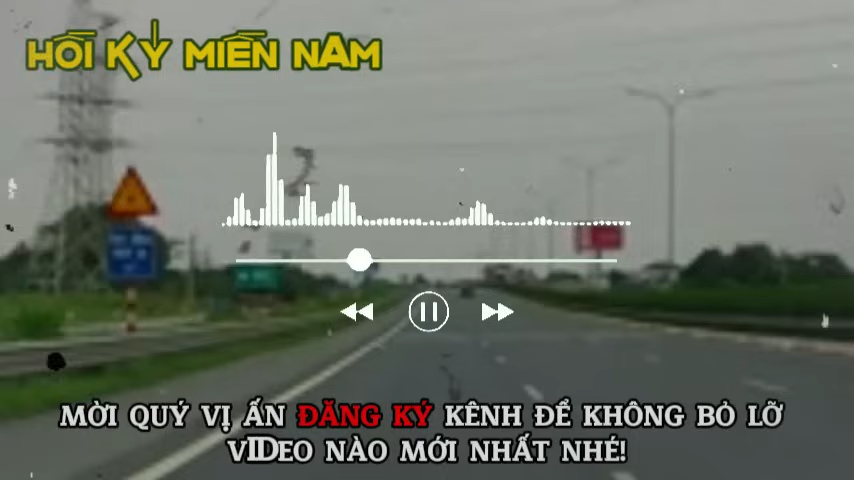 HỒI KÝ MIỀN NAM
MỜI QUÝ VỊ ẤN ĐĂNG KÝ KÊNH ĐỂ KHÔNG BỎ LỠ
VIDEO NÀO MỚI NHẤT NHÉ!